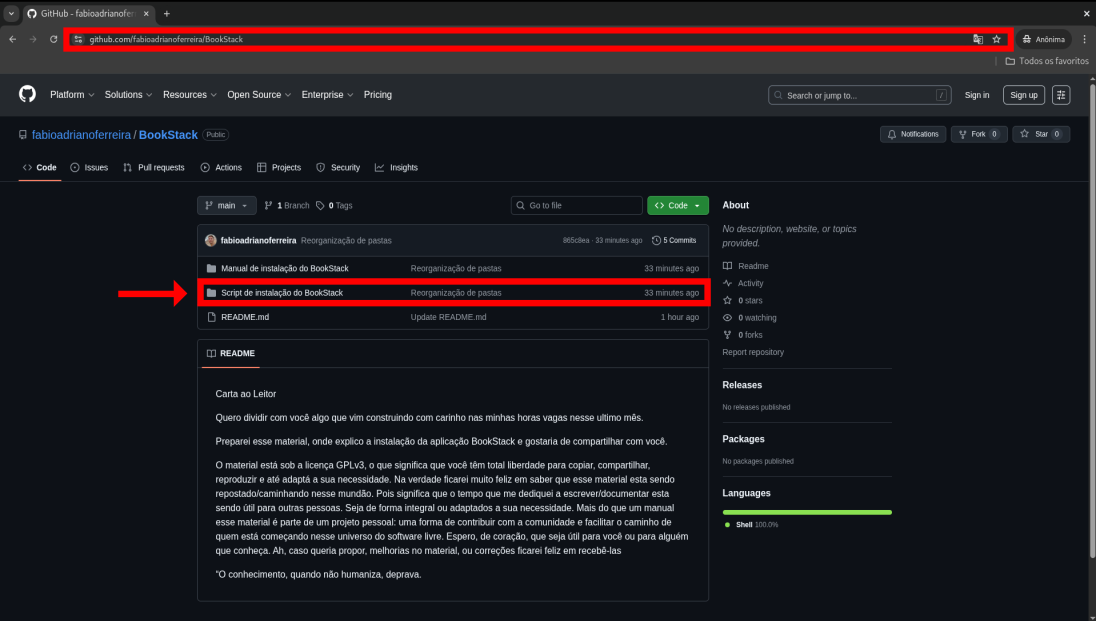 GitHub - fabioadrianoferr
github.com/fabioadrianoferreira/BookStack
Anônima
Todos os favoritos
Platform Solutions Resources Open Source Enterprise Pricing
Search or jump to... /
Sign in Sign up
fabioadrianoferreira / BookStack Public
Notifications Fork 0 Star 0
Code Issues Pull requests Actions Projects Security Insights
main 1 Branch 0 Tags Go to file Code
fabioadrianoferreira Reorganização de pastas 865c8ea · 33 minutes ago 5 Commits
Manual de instalação do BookStack Reorganização de pastas 33 minutes ago
Script de instalação do BookStack Reorganização de pastas 33 minutes ago
README.md Update README.md 1 hour ago
README
Carta ao Leitor
Quero dividir com você algo que vim construindo com carinho nas minhas horas vagas nesse ultimo mês.
Preparei esse material, onde explico a instalação da aplicação BookStack e gostaria de compartilhar com você.
O material está sob a licença GPLv3, o que significa que você têm total liberdade para copiar, compartilhar,
reproduzir e até adaptá a sua necessidade. Na verdade ficarei muito feliz em saber que esse material esta sendo
repostado/caminhando nesse mundão. Pois significa que o tempo que me dediquei a escrever/documentar esta
sendo útil para outras pessoas. Seja de forma integral ou adaptados a sua necessidade. Mais do que um manual
esse material é parte de um projeto pessoal: uma forma de contribuir com a comunidade e facilitar o caminho de
quem está começando nesse universo do software livre. Espero, de coração, que seja útil para você ou para alguém
que conheça. Ah, caso queria propor, melhorias no material, ou correções ficarei feliz em recebê-las
“O conhecimento, quando não humaniza, deprava.
About
No description, website, or topics
provided.
Readme
Activity
0 stars
0 watching
0 forks
Report repository
Releases
No releases published
Packages
No packages published
Languages
Shell 100.0%